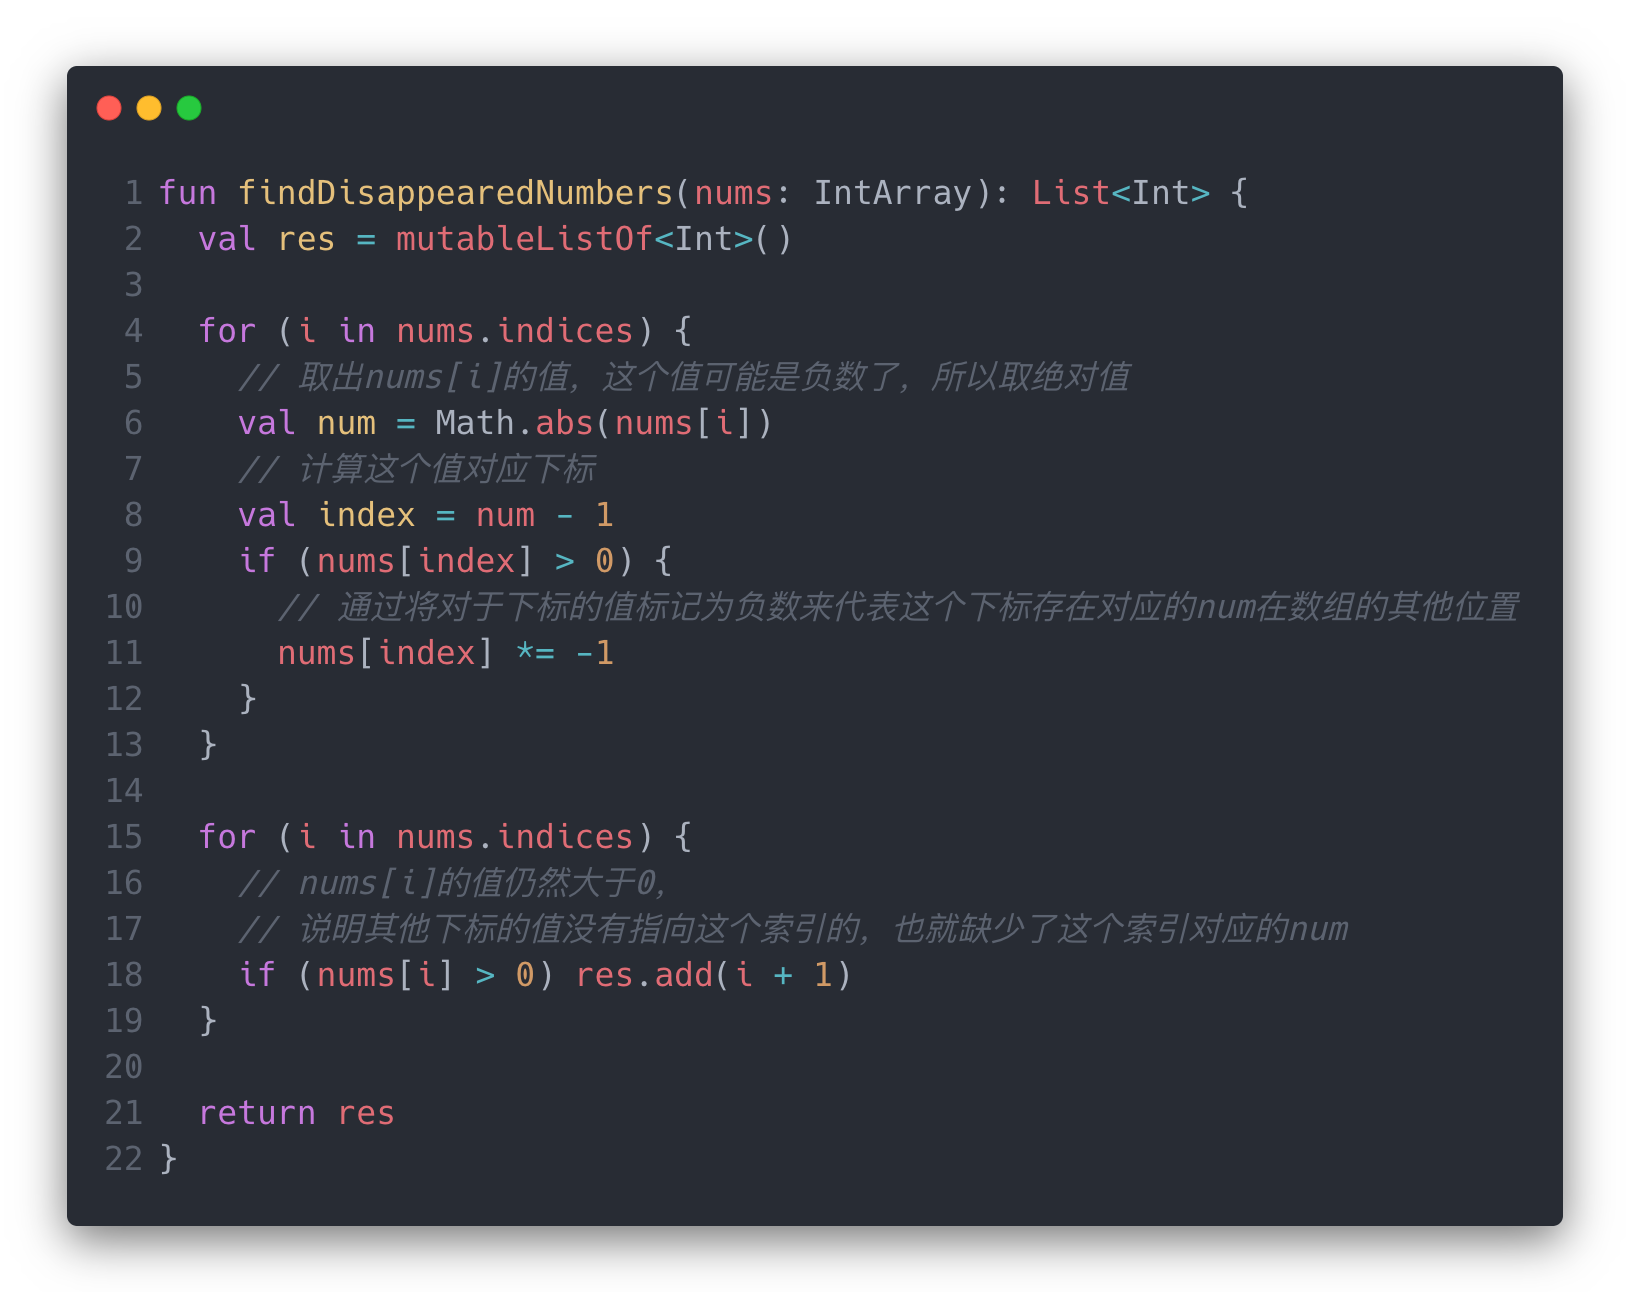 1 fun findDisappearedNumbers(nums: IntArray): List<Int> {
2   val res = mutableListOf<Int>()
3
4   for (i in nums.indices) {
5     // 取出nums[i]的值，这个值可能是负数了，所以取绝对值
6     val num = Math.abs(nums[i])
7     // 计算这个值对应下标
8     val index = num - 1
9     if (nums[index] > 0) {
10       // 通过将对于下标的值标记为负数来代表这个下标存在对应的num在数组的其他位置
11       nums[index] *= -1
12     }
13   }
14
15   for (i in nums.indices) {
16     // nums[i]的值仍然大于0，
17     // 说明其他下标的值没有指向这个索引的，也就缺少了这个索引对应的num
18     if (nums[i] > 0) res.add(i + 1)
19   }
20
21   return res
22 }